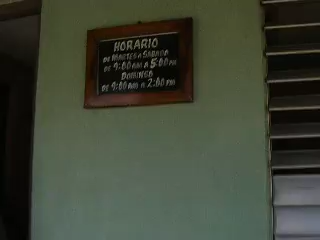 HORARIO
DE MARTES A SABADO
DE 9:00 AM A 5:00 PM
DOMINGO
DE 9:00 AM A 2:00 PM